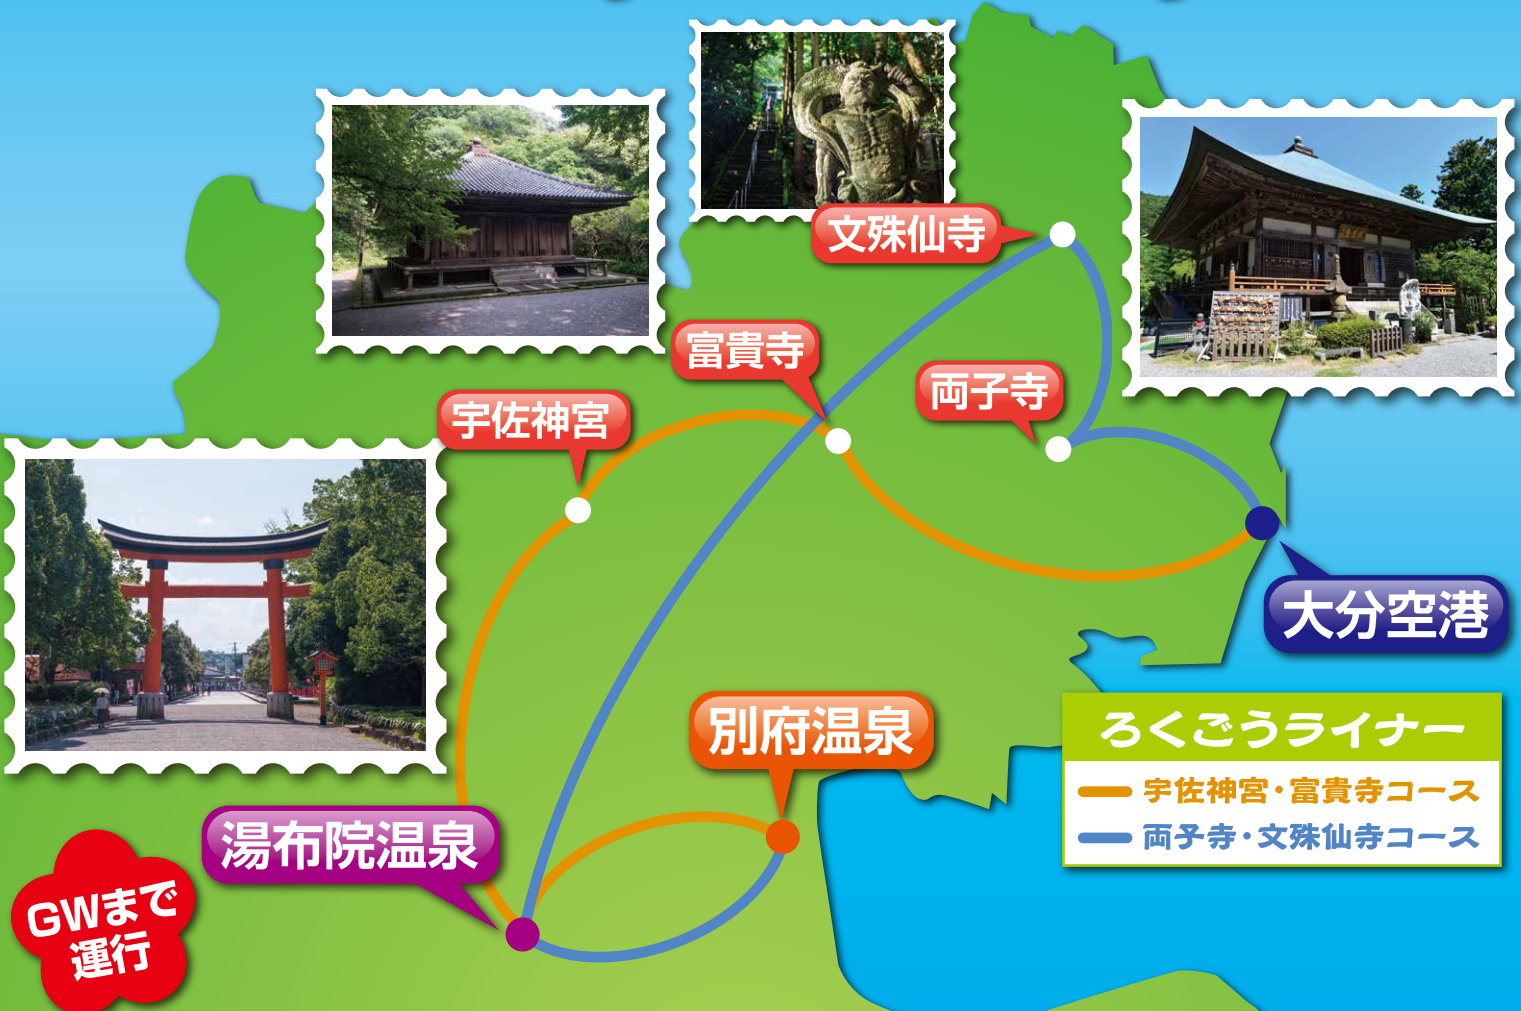 文殊仙寺
富貴寺
両子寺
宇佐神宮
大分空港
別府温泉
ろくごうライナー
宇佐神宮・富貴寺コース
両子寺・文殊仙寺コース
湯布院温泉
GWまで
運行